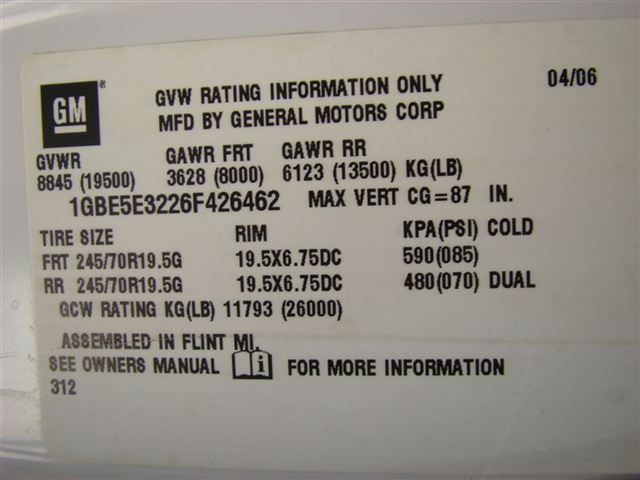 GM ® GVW RATING INFORMATION ONLY 04/06
MFD BY GENERAL MOTORS CORP
GVWR GAWR FRT GAWR RR
8845 (19500) 3628 (8000) 6123 (13500) KG(LB)
1GBE5E3226F426462 MAX VERT CG=87 IN.
TIRE SIZE RIM KPA(PSI) COLD
FRT 245/70R19.5G 19.5X6.75DC 590(085)
RR 245/70R19.5G 19.5X6.75DC 480(070) DUAL
GCW RATING KG(LB) 11793 (26000)
ASSEMBLED IN FLINT MI.
SEE OWNERS MANUAL i FOR MORE INFORMATION
312